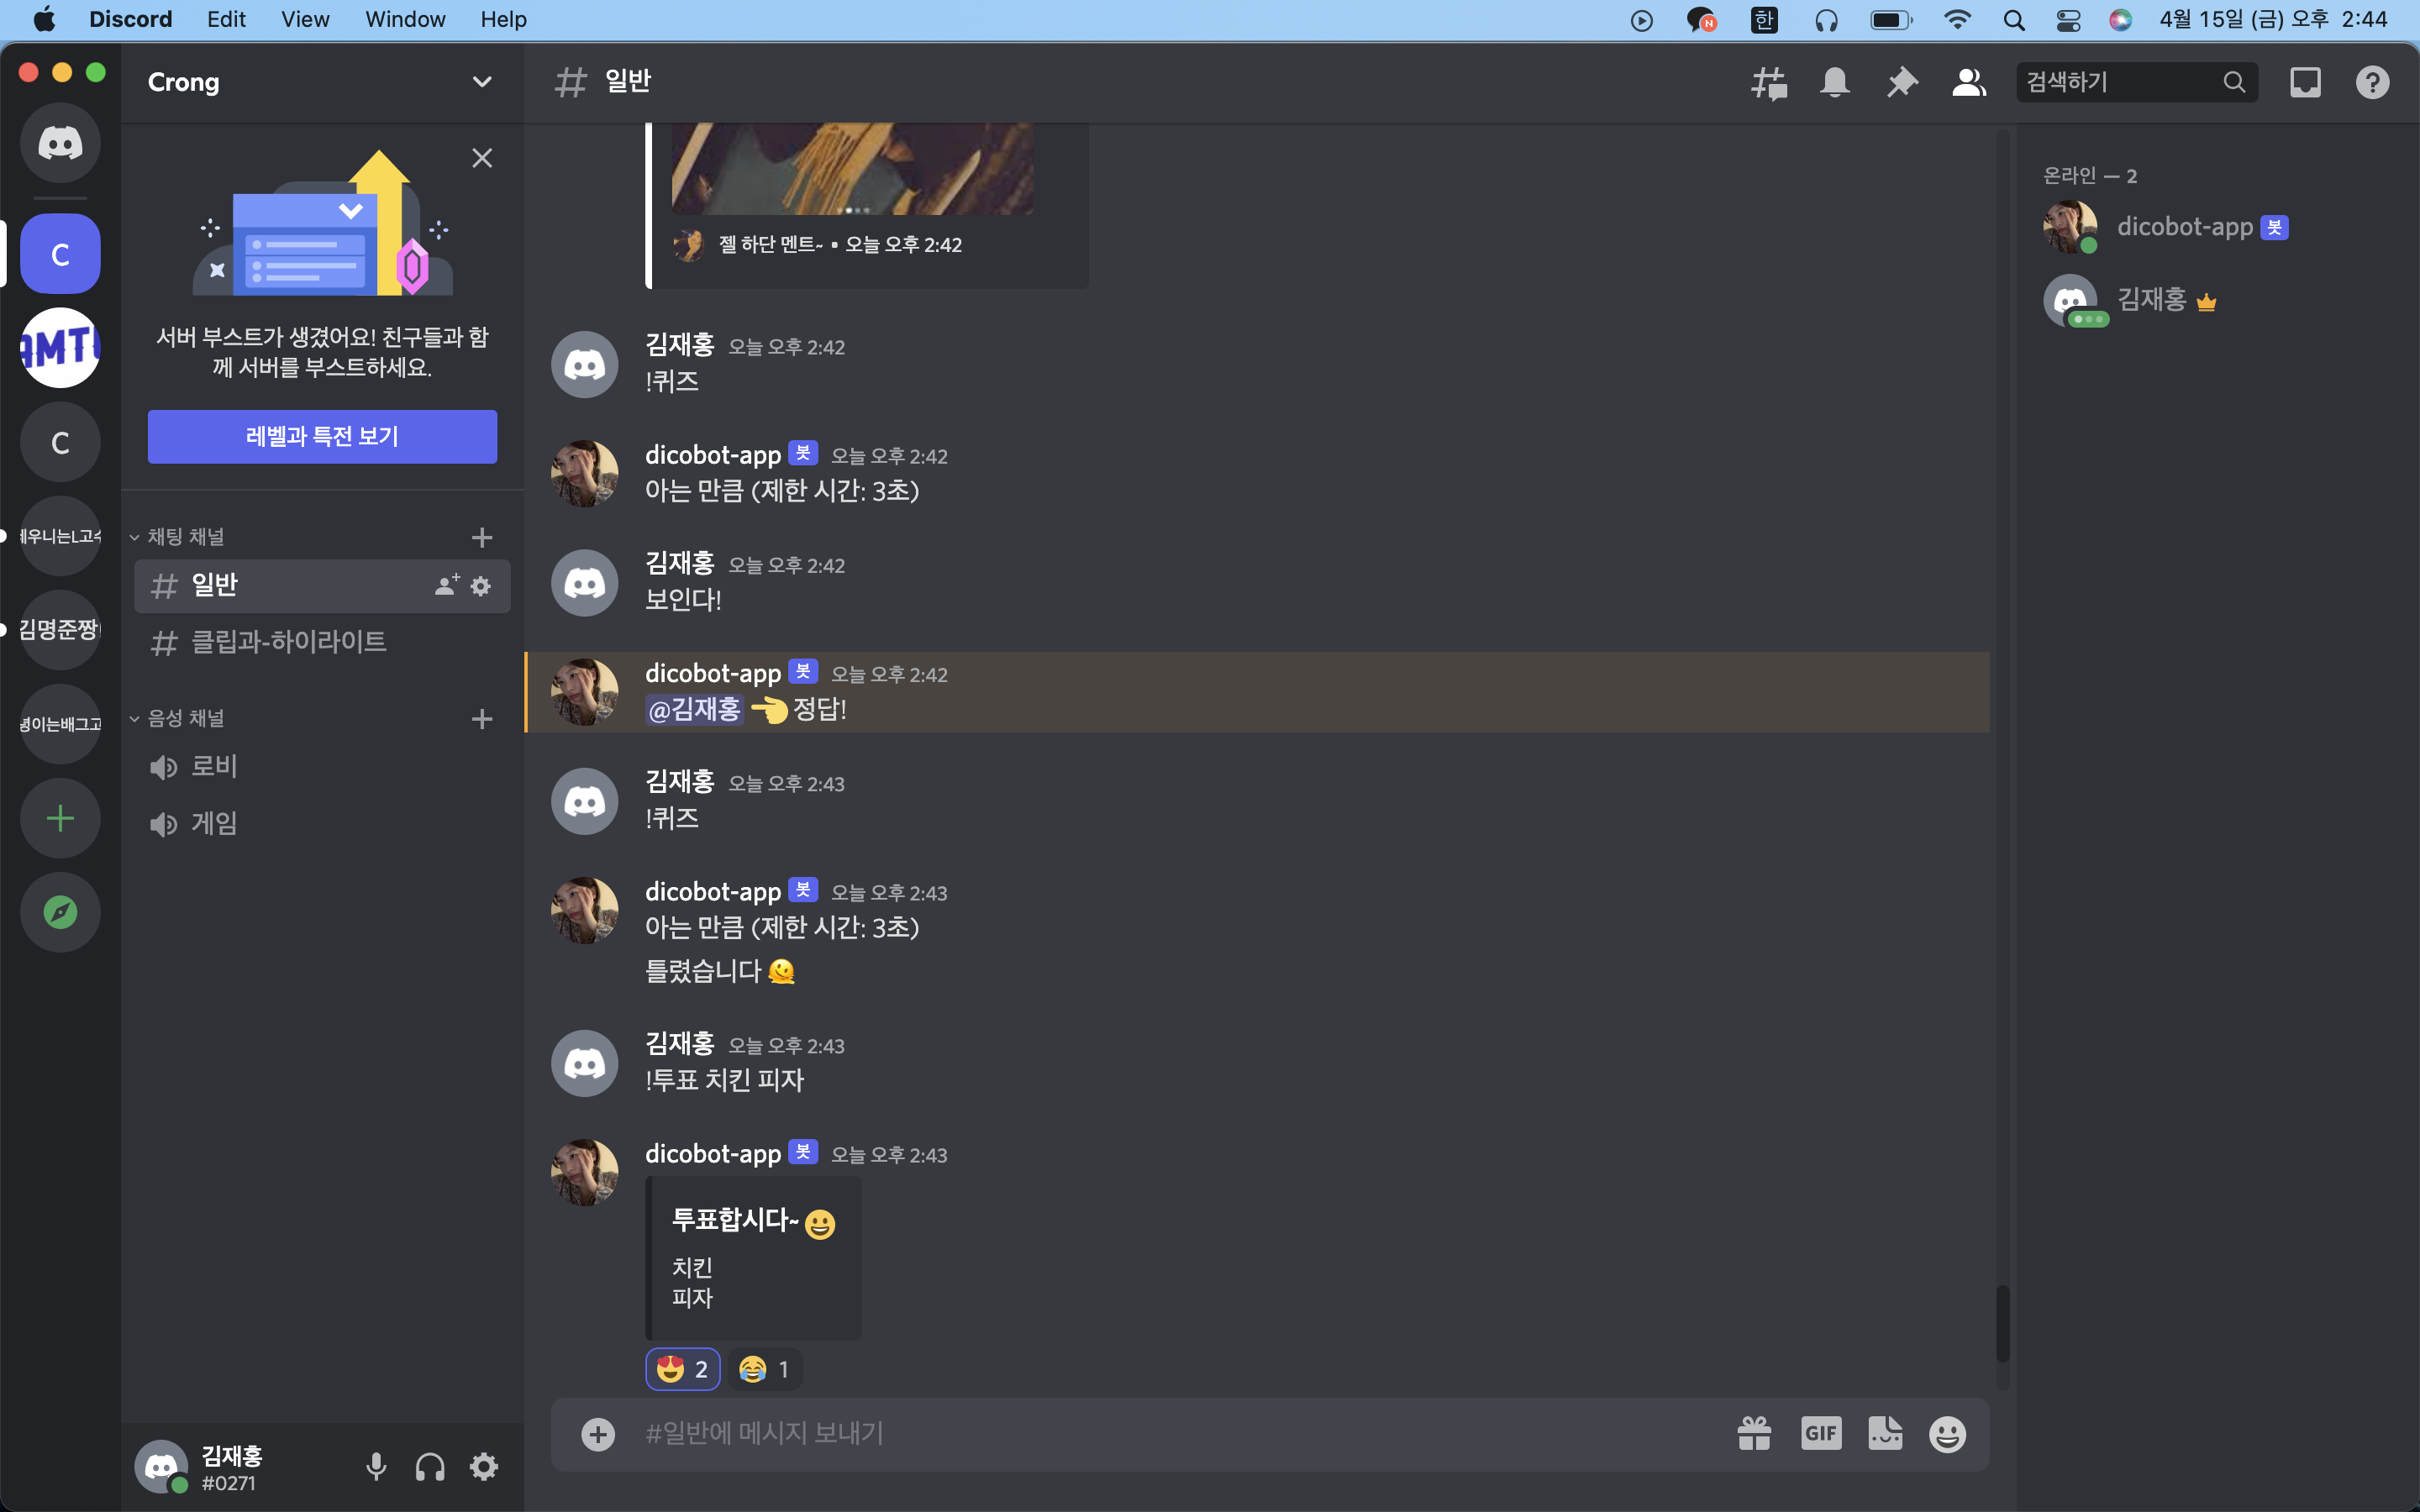 Discord Edit View Window Help
한
4월 15일 (금) 오후 2:44
Crong
# 일반
검색하기
서버 부스트가 생겼어요! 친구들과 함
께 서버를 부스트하세요.
레벨과 특전 보기
C
C
김명준짱
채팅 채널
# 일반
# 클립과-하이라이트
음성 채널
로비
게임
김재홍
#0271
젤 하단 멘트~ • 오늘 오후 2:42
김재홍 오늘 오후 2:42
!퀴즈
dicobot-app 봇 오늘 오후 2:42
아는 만큼 (제한 시간: 3초)
김재홍 오늘 오후 2:42
보인다!
dicobot-app 봇 오늘 오후 2:42
@김재홍 👈 정답!
김재홍 오늘 오후 2:43
!퀴즈
dicobot-app 봇 오늘 오후 2:43
아는 만큼 (제한 시간: 3초)
틀렸습니다 🫠
김재홍 오늘 오후 2:43
!투표 치킨 피자
dicobot-app 봇 오늘 오후 2:43
투표합시다~ 😀
치킨
피자
😍 2 😂 1
#일반에 메시지 보내기
GIF
온라인 — 2
dicobot-app 봇
김재홍